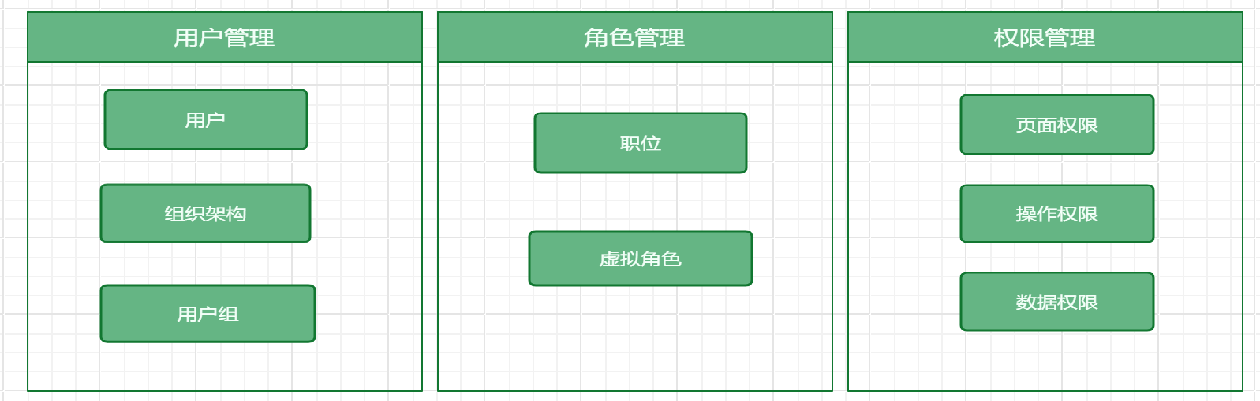 用户管理
用户
组织架构
用户组
角色管理
职位
虚拟角色
权限管理
页面权限
操作权限
数据权限